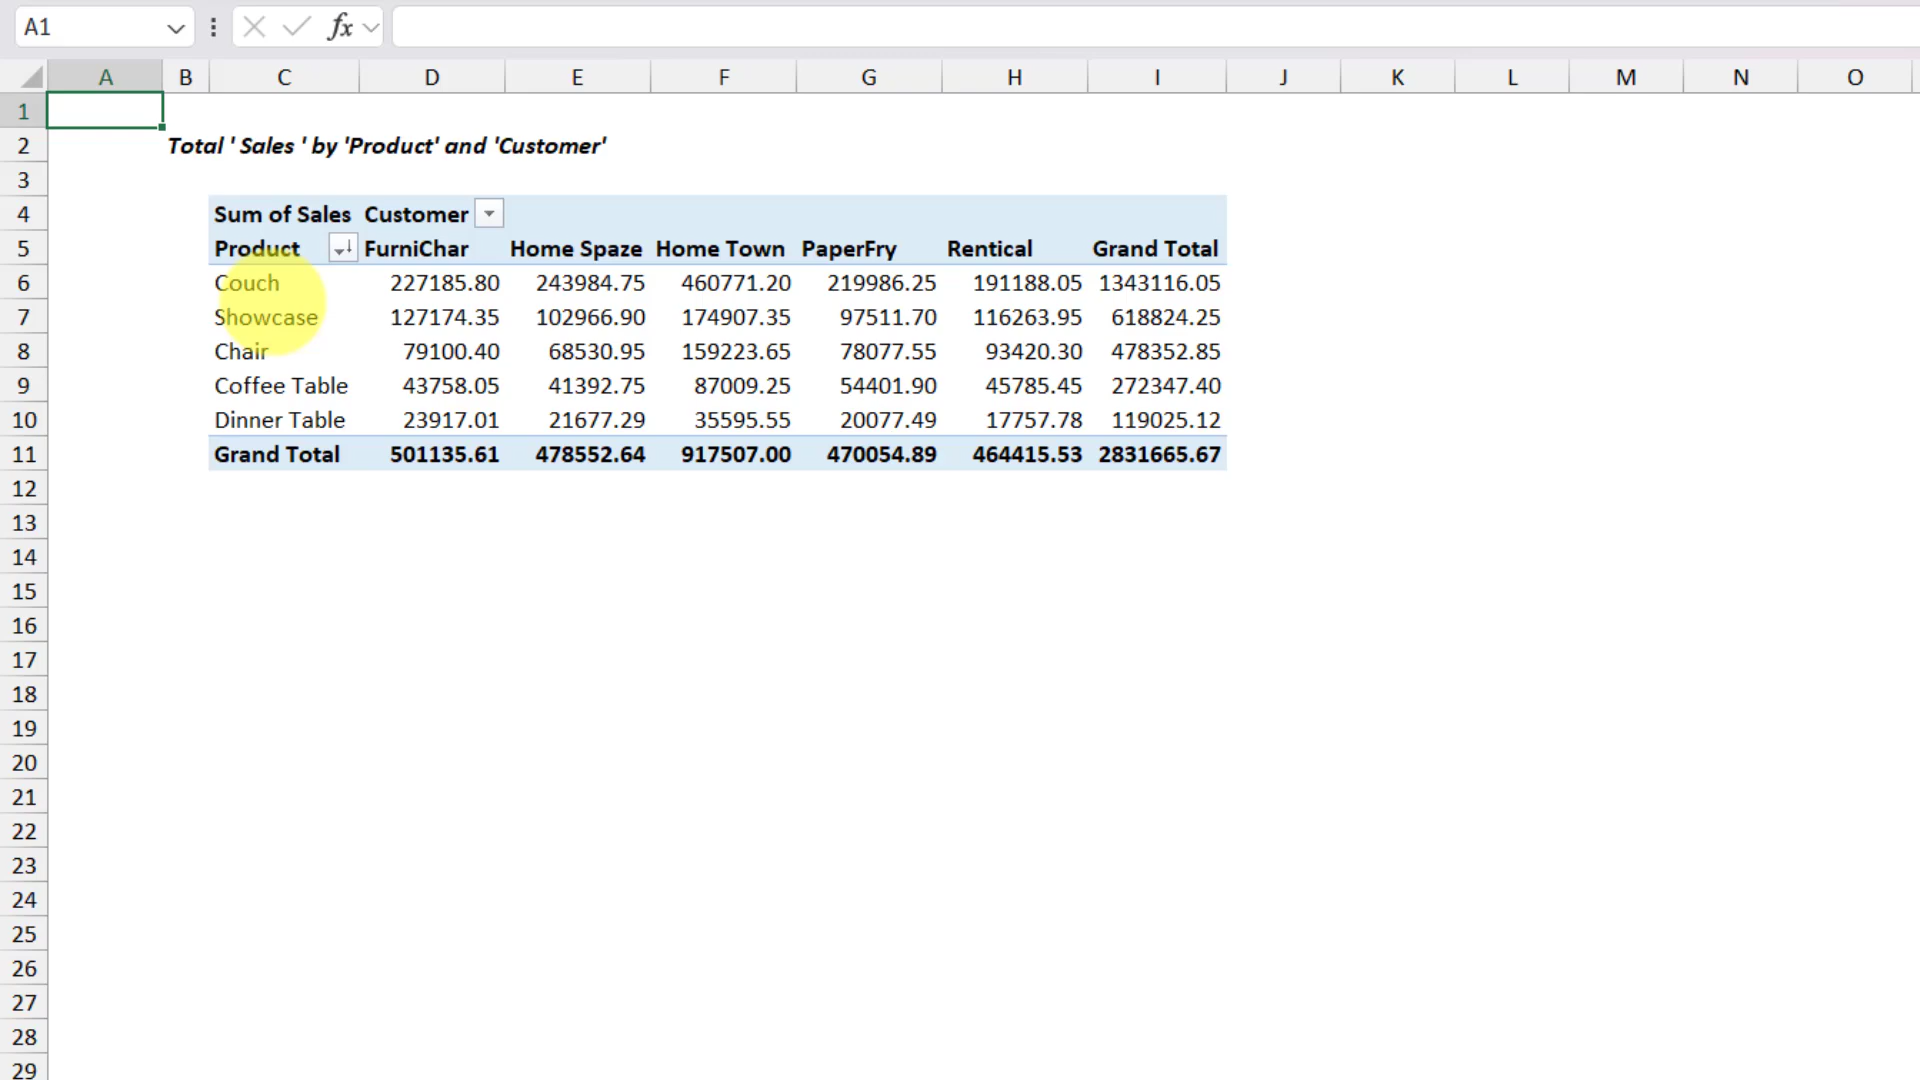 A1 fx
A B C D E F G H I J K L M N O
1
2 Total ' Sales ' by 'Product' and 'Customer'
3
4 Sum of Sales Customer
5 Product FurniChar Home Spaze Home Town PaperFry Rentical Grand Total
6 Couch 227185.80 243984.75 460771.20 219986.25 191188.05 1343116.05
7 Showcase 127174.35 102966.90 174907.35 97511.70 116263.95 618824.25
8 Chair 79100.40 68530.95 159223.65 78077.55 93420.30 478352.85
9 Coffee Table 43758.05 41392.75 87009.25 54401.90 45785.45 272347.40
10 Dinner Table 23917.01 21677.29 35595.55 20077.49 17757.78 119025.12
11 Grand Total 501135.61 478552.64 917507.00 470054.89 464415.53 2831665.67
12
13
14
15
16
17
18
19
20
21
22
23
24
25
26
27
28
29